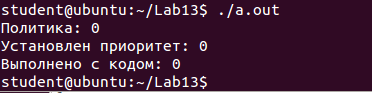 student@ubuntu:~/Lab13$ ./a.out
Политика: 0
Установлен приоритет: 0
Выполнено с кодом: 0
student@ubuntu:~/Lab13$